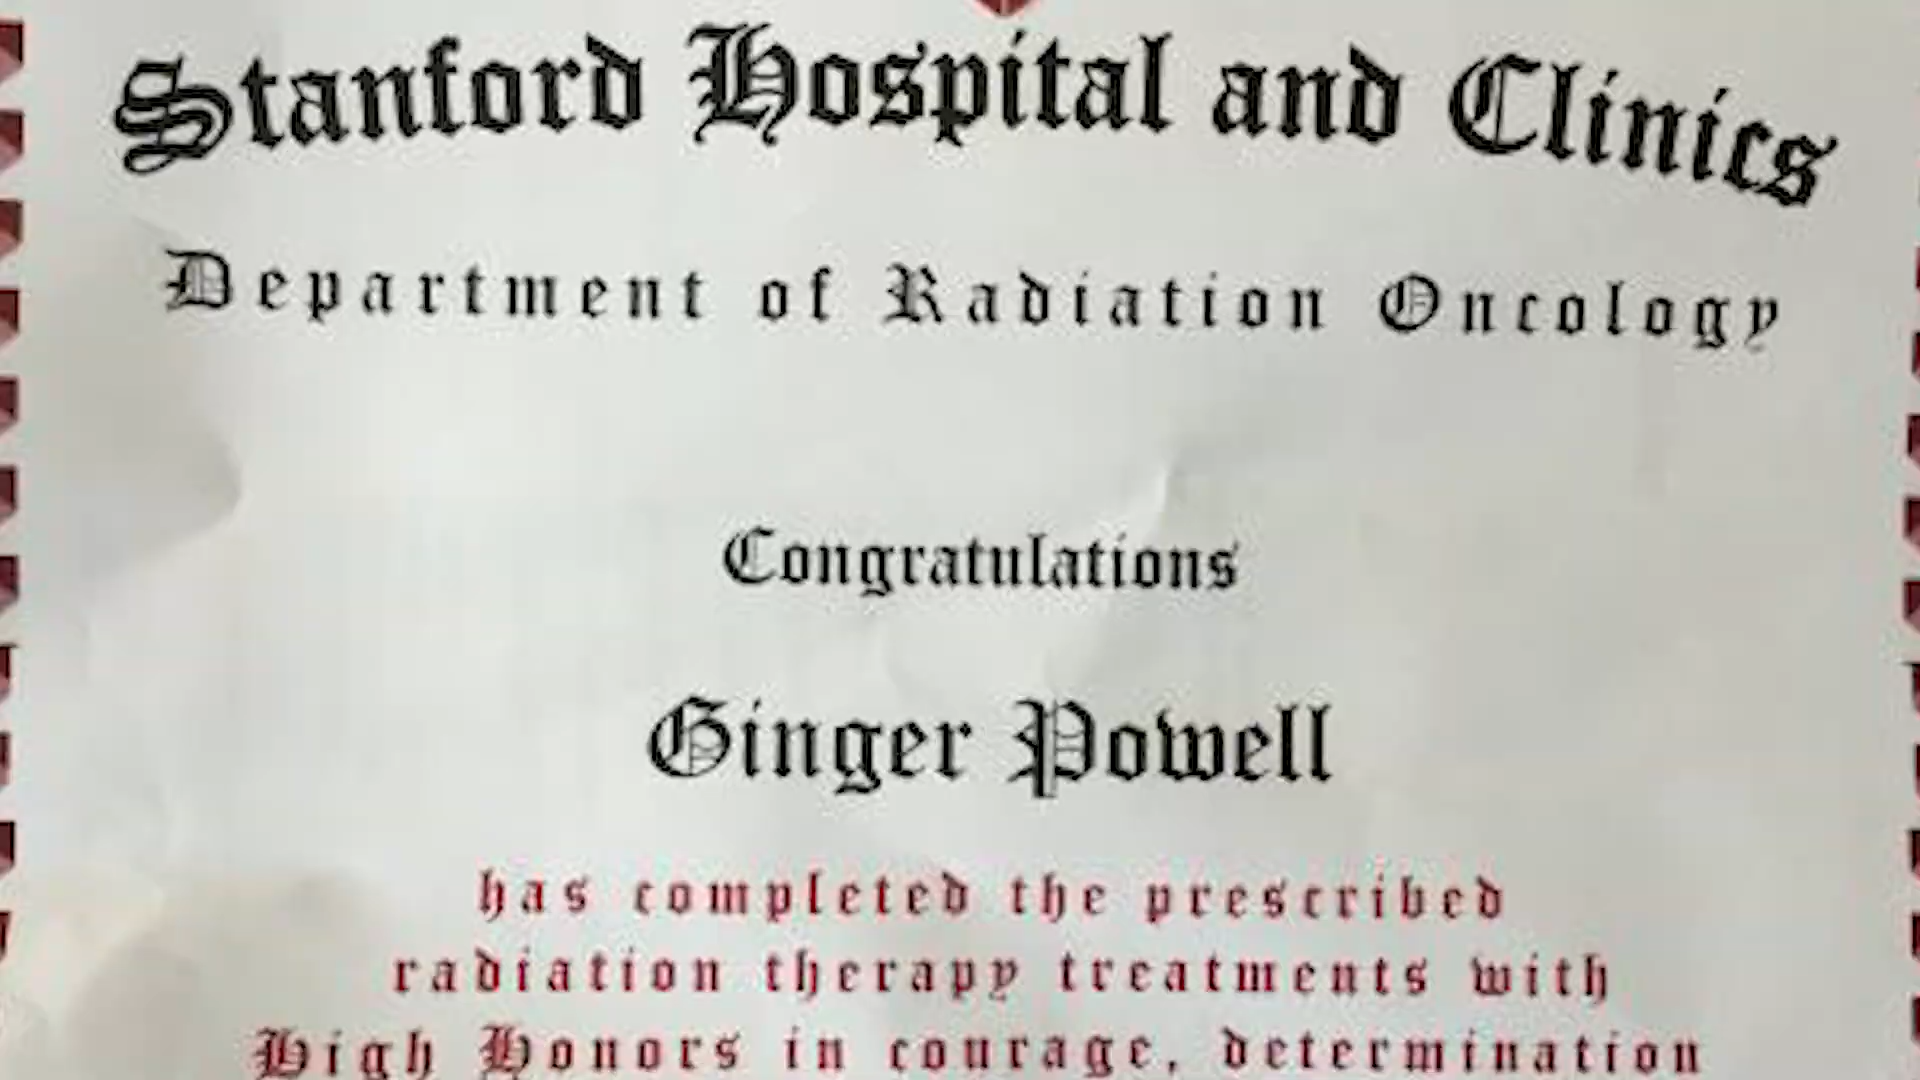 Stanford Hospital and Clinics
Department of Radiation Oncology
Congratulations
Ginger Powell
has completed the prescribed
radiation therapy treatments with
High Honors in courage, determination